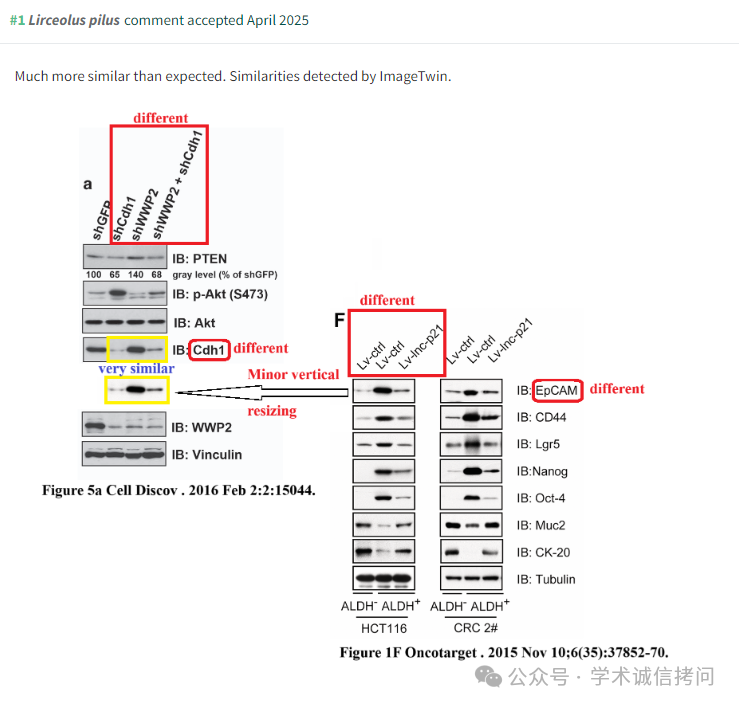 #1 Lirceolus pilus comment accepted April 2025
Much more similar than expected. Similarities detected by ImageTwin.
different
a
shGFP
shCdh1
shWWP2
shWWP2 + shCdh1
IB: PTEN
100 65 140 68 gray level (% of shGFP)
IB: p-Akt (S473)
IB: Akt
IB: Cdh1 different
very similar
Minor vertical
resizing
IB: WWP2
IB: Vinculin
Figure 5a Cell Discov . 2016 Feb 2:2:15044.
different
F
Lv-ctrl
Lv-ctrl
Lv-lnc-p21
Lv-ctrl
Lv-ctrl
Lv-lnc-p21
IB: EpCAM different
IB: CD44
IB: Lgr5
IB:Nanog
IB: Oct-4
IB: Muc2
IB: CK-20
IB: Tubulin
ALDH- ALDH+ ALDH- ALDH+
HCT116 CRC 2#
Figure 1F Oncotarget . 2015 Nov 10;6(35):37852-70.
公众号 · 学术诚信拷问